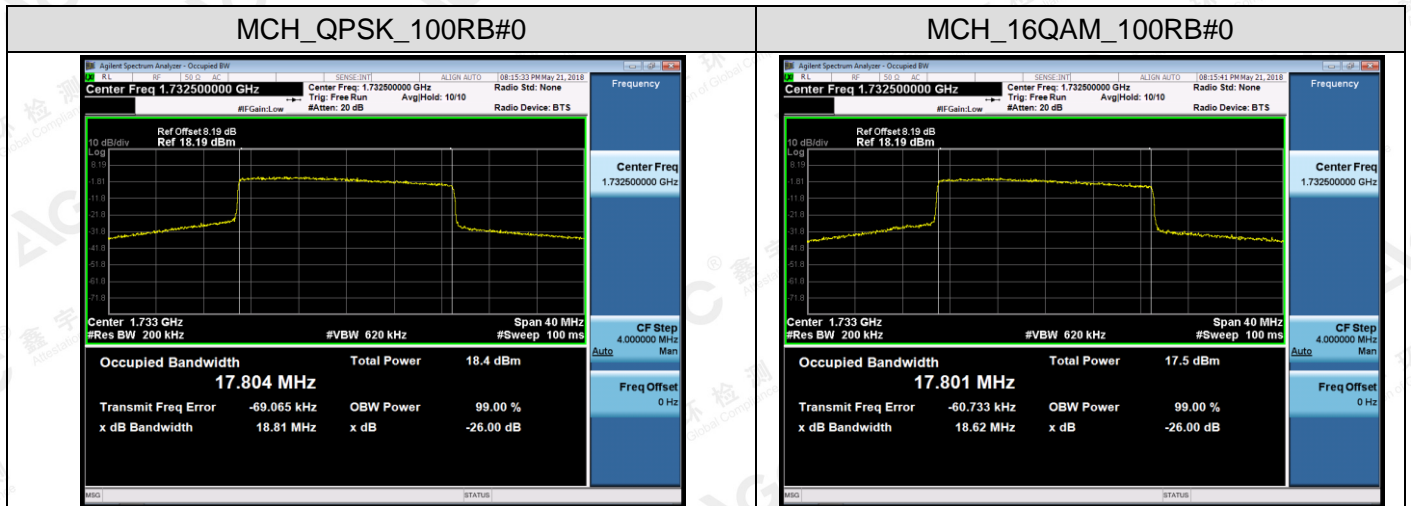 MCH_QPSK_100RB#0
Agilent Spectrum Analyzer - Occupied BW
RL RF 50 Ω AC SENSE:INT ALIGN AUTO 08:15:33 PM May 21, 2018
Center Freq 1.732500000 GHz
Center Freq: 1.732500000 GHz Radio Std: None
Trig: Free Run Avg|Hold: 10/10
#IFGain:Low #Atten: 20 dB Radio Device: BTS
Ref Offset 8.19 dB
10 dB/div Ref 18.19 dBm
Log
8.19
-1.81
-11.8
-21.8
-31.8
-41.8
-51.8
-61.8
-71.8
Center 1.733 GHz Span 40 MHz
#Res BW 200 kHz #VBW 620 kHz #Sweep 100 ms
Occupied Bandwidth Total Power 18.4 dBm
17.804 MHz
Transmit Freq Error -69.065 kHz OBW Power 99.00 %
x dB Bandwidth 18.81 MHz x dB -26.00 dB
MSG STATUS
Frequency
Center Freq
1.732500000 GHz
CF Step
4.000000 MHz
Auto Man
Freq Offset
0 Hz
MCH_16QAM_100RB#0
Agilent Spectrum Analyzer - Occupied BW
RL RF 50 Ω AC SENSE:INT ALIGN AUTO 08:15:41 PM May 21, 2018
Center Freq 1.732500000 GHz
Center Freq: 1.732500000 GHz Radio Std: None
Trig: Free Run Avg|Hold: 10/10
#IFGain:Low #Atten: 20 dB Radio Device: BTS
Ref Offset 8.19 dB
10 dB/div Ref 18.19 dBm
Log
8.19
-1.81
-11.8
-21.8
-31.8
-41.8
-51.8
-61.8
-71.8
Center 1.733 GHz Span 40 MHz
#Res BW 200 kHz #VBW 620 kHz #Sweep 100 ms
Occupied Bandwidth Total Power 17.5 dBm
17.801 MHz
Transmit Freq Error -60.733 kHz OBW Power 99.00 %
x dB Bandwidth 18.62 MHz x dB -26.00 dB
MSG STATUS
Frequency
Center Freq
1.732500000 GHz
CF Step
4.000000 MHz
Auto Man
Freq Offset
0 Hz